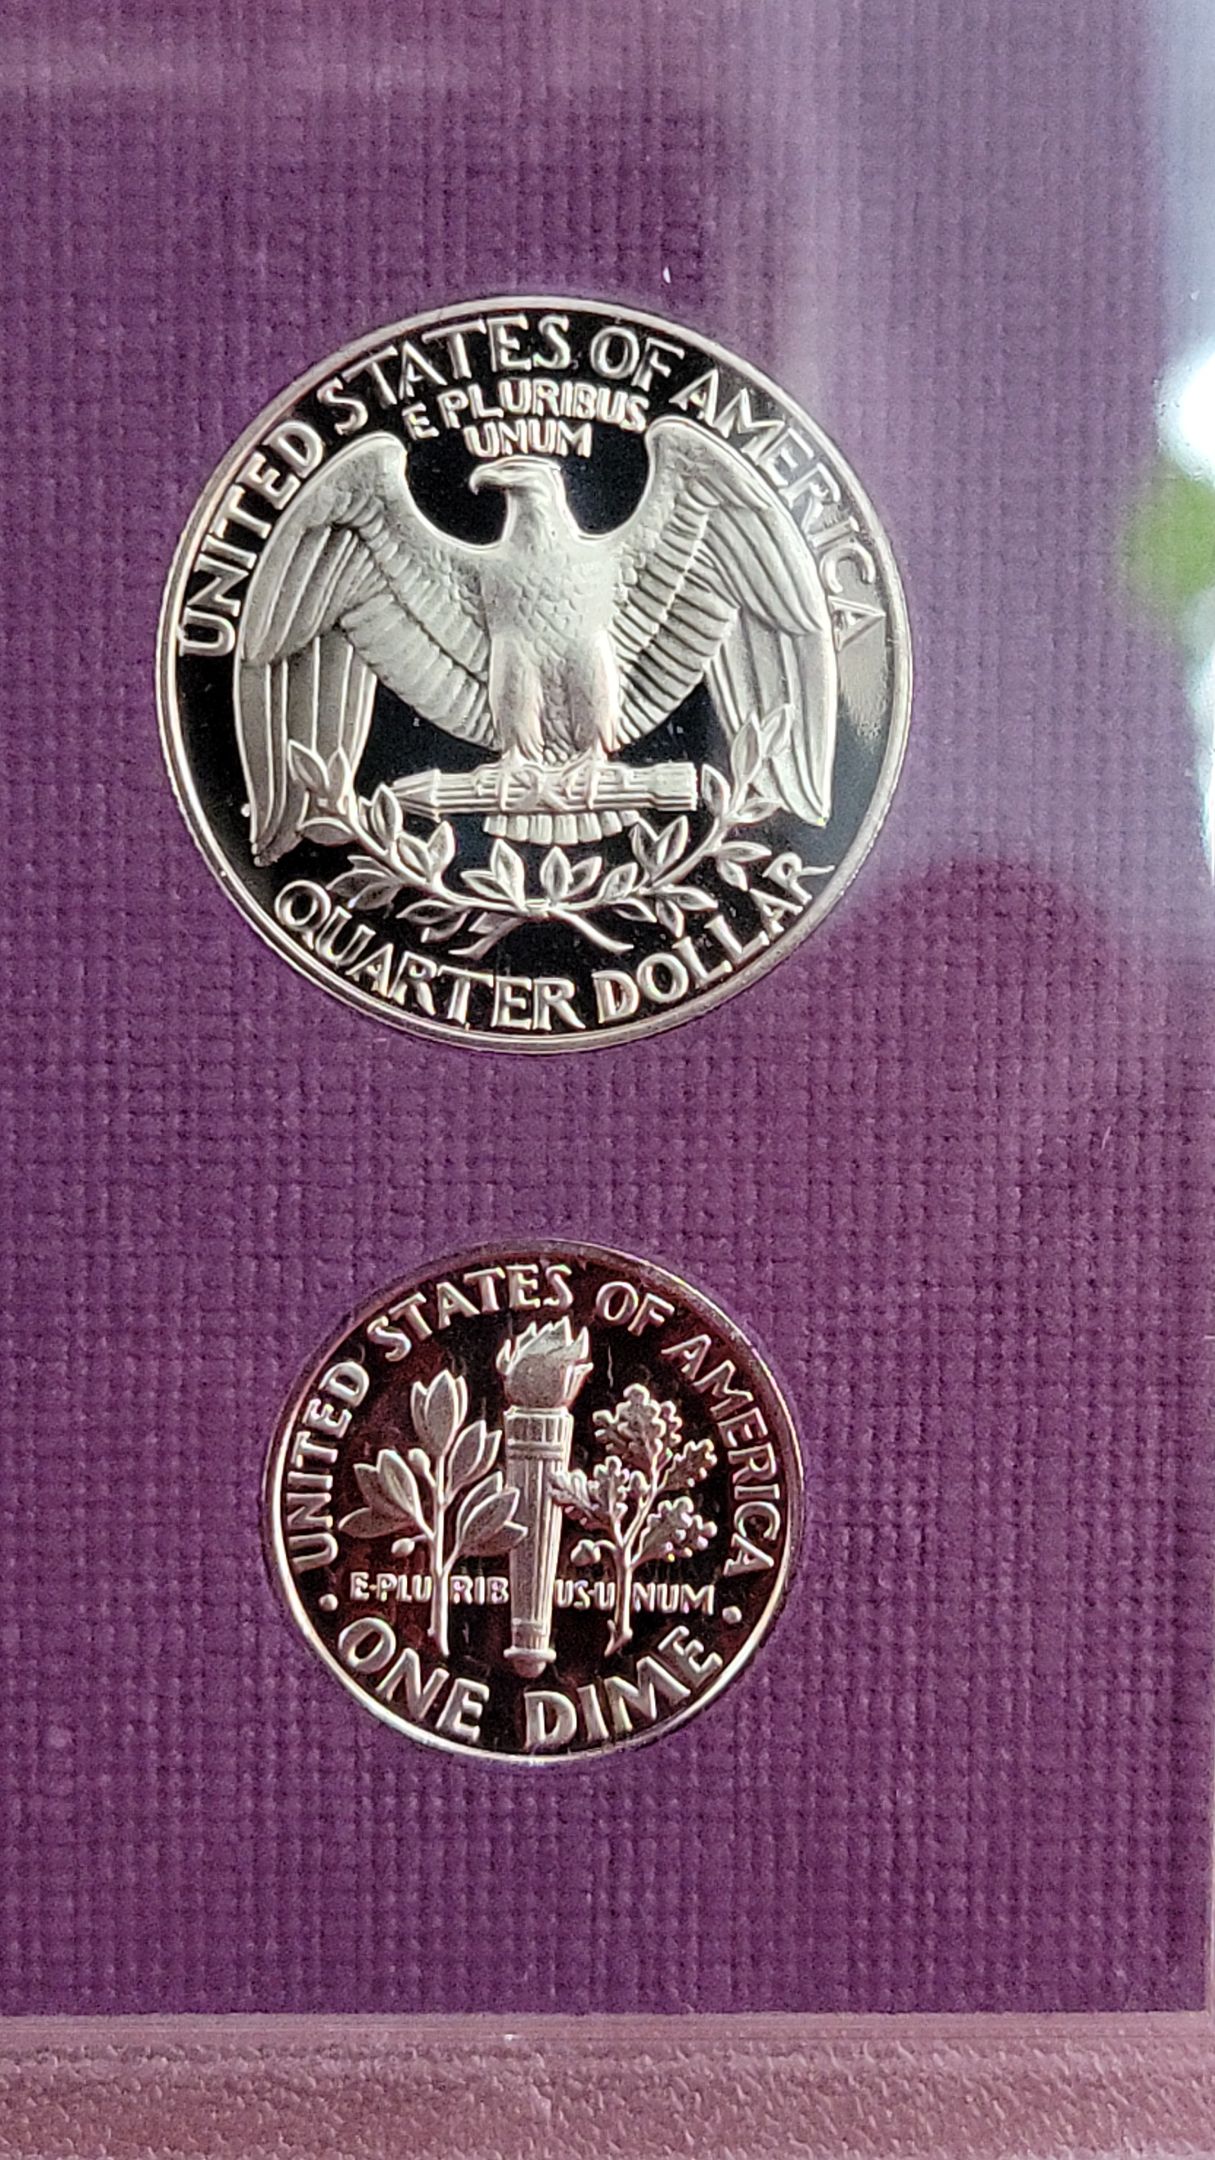 UNITED STATES OF AMERICA
E PLURIBUS
UNUM
QUARTER DOLLAR
UNITED STATES OF AMERICA
E·PLURIBUS·UNUM
• ONE DIME •